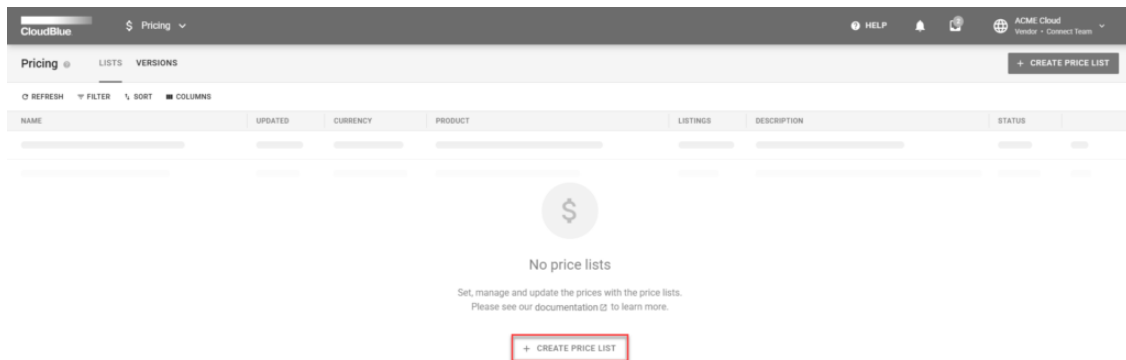 CloudBlue
$ Pricing
HELP
ACME Cloud
Vendor • Connect Team
Pricing
LISTS
VERSIONS
+ CREATE PRICE LIST
REFRESH
FILTER
SORT
COLUMNS
NAME
UPDATED
CURRENCY
PRODUCT
LISTINGS
DESCRIPTION
STATUS
$
No price lists
Set, manage and update the prices with the price lists.
Please see our documentation to learn more.
+ CREATE PRICE LIST